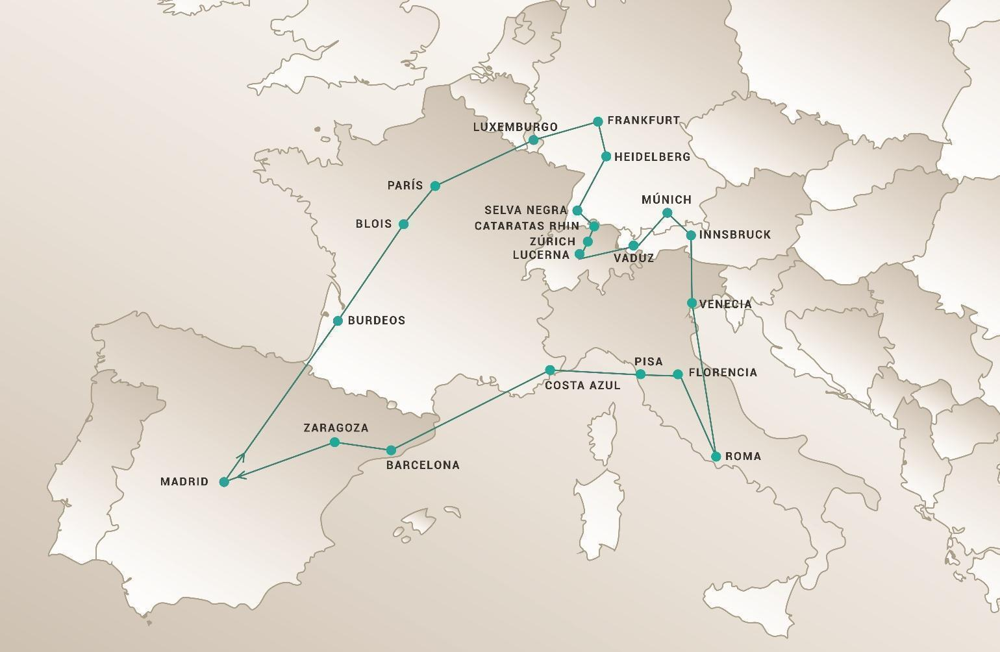 LUXEMBURGO
FRANKFURT
HEIDELBERG
PARÍS
MÚNICH
SELVA NEGRA
BLOIS
CATARATAS RHIN
INNSBRUCK
ZÚRICH
LUCERNA
VADUZ
VENECIA
BURDEOS
PISA
FLORENCIA
COSTA AZUL
ZARAGOZA
ROMA
BARCELONA
MADRID